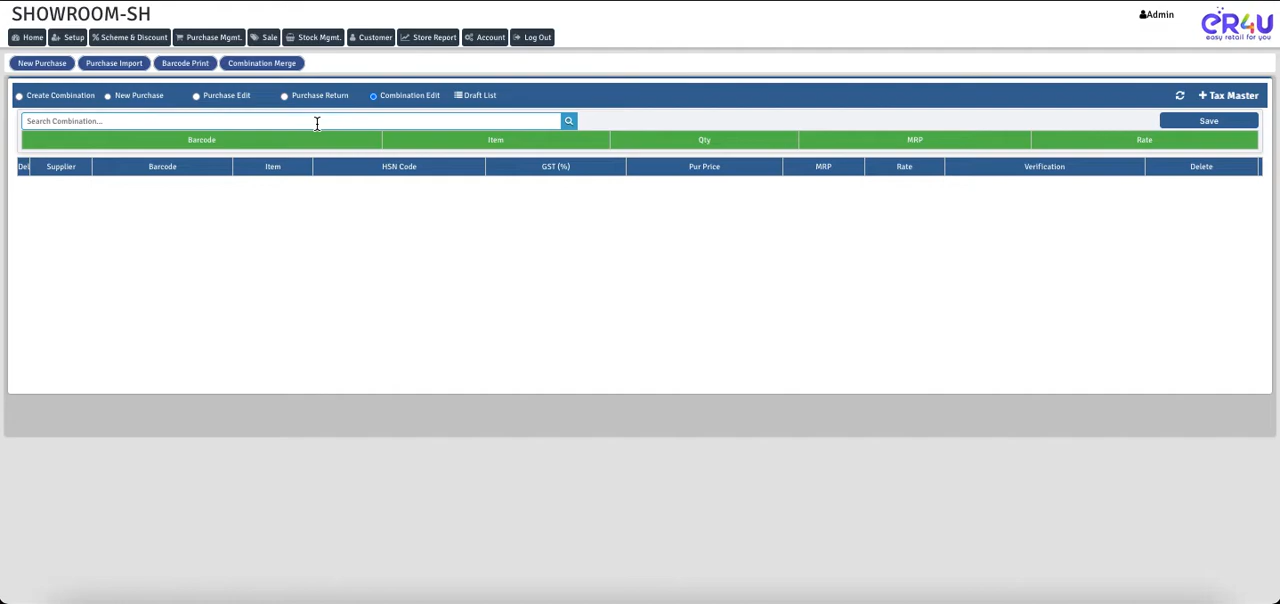 SHOWROOM-SH
Admin
eR4U
easy retail for you
Home Setup % Scheme & Discount Purchase Mgmt. Sale Stock Mgmt. Customer Store Report Account Log Out
New Purchase Purchase Import Barcode Print Combination Merge
Create Combination New Purchase Purchase Edit Purchase Return Combination Edit Draft List + Tax Master
Search Combination... Save
Barcode Item Qty MRP Rate
Del Supplier Barcode Item HSN Code GST (%) Pur Price MRP Rate Verification Delete